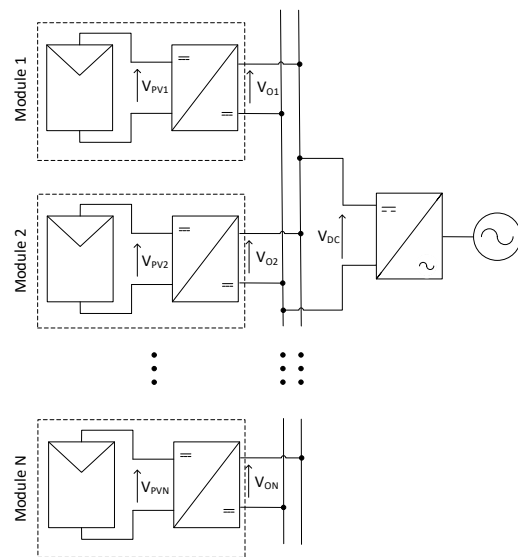 Module 1
V_PV1
V_O1
Module 2
V_PV2
V_O2
V_DC
Module N
V_PVN
V_ON